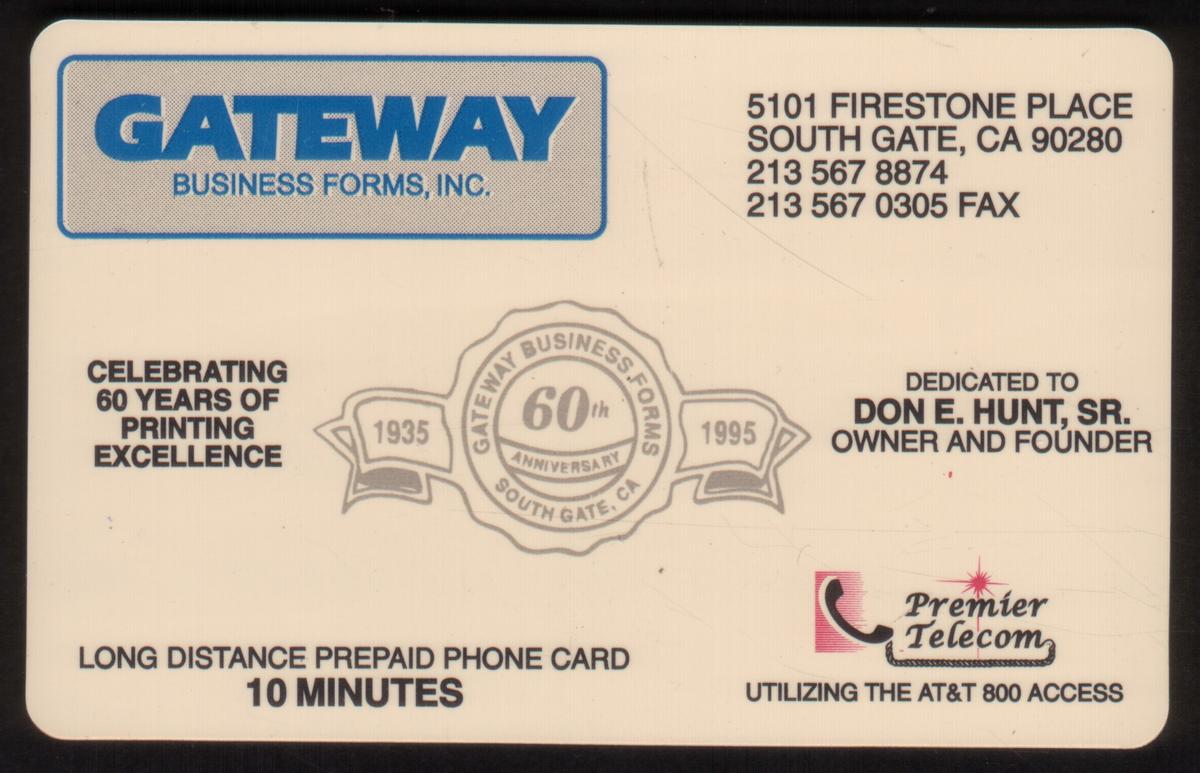 GATEWAY
BUSINESS FORMS, INC.
5101 FIRESTONE PLACE
SOUTH GATE, CA 90280
213 567 8874
213 567 0305 FAX
CELEBRATING
60 YEARS OF
PRINTING
EXCELLENCE
GATEWAY BUSINESS FORMS
1935
60th
ANNIVERSARY
1995
SOUTH GATE, CA
DEDICATED TO
DON E. HUNT, SR.
OWNER AND FOUNDER
Premier
Telecom
LONG DISTANCE PREPAID PHONE CARD
10 MINUTES
UTILIZING THE AT&T 800 ACCESS